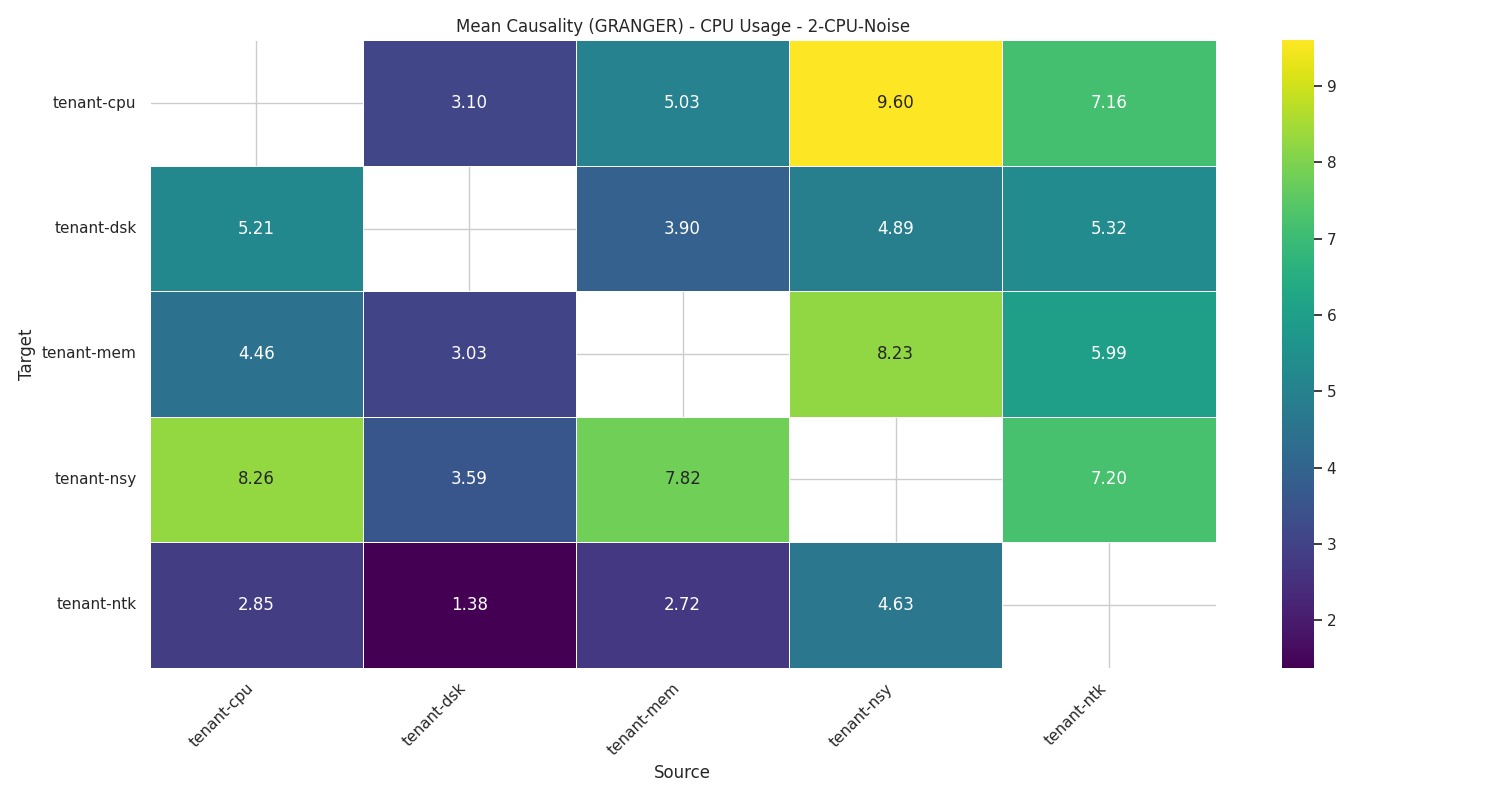 Mean Causality (GRANGER) - CPU Usage - 2-CPU-Noise
tenant-cpu 3.10 5.03 9.60 7.16
tenant-dsk 5.21 3.90 4.89 5.32
tenant-mem 4.46 3.03 8.23 5.99
tenant-nsy 8.26 3.59 7.82 7.20
tenant-ntk 2.85 1.38 2.72 4.63
Target
tenant-cpu tenant-dsk tenant-mem tenant-nsy tenant-ntk
Source
9
8
7
6
5
4
3
2